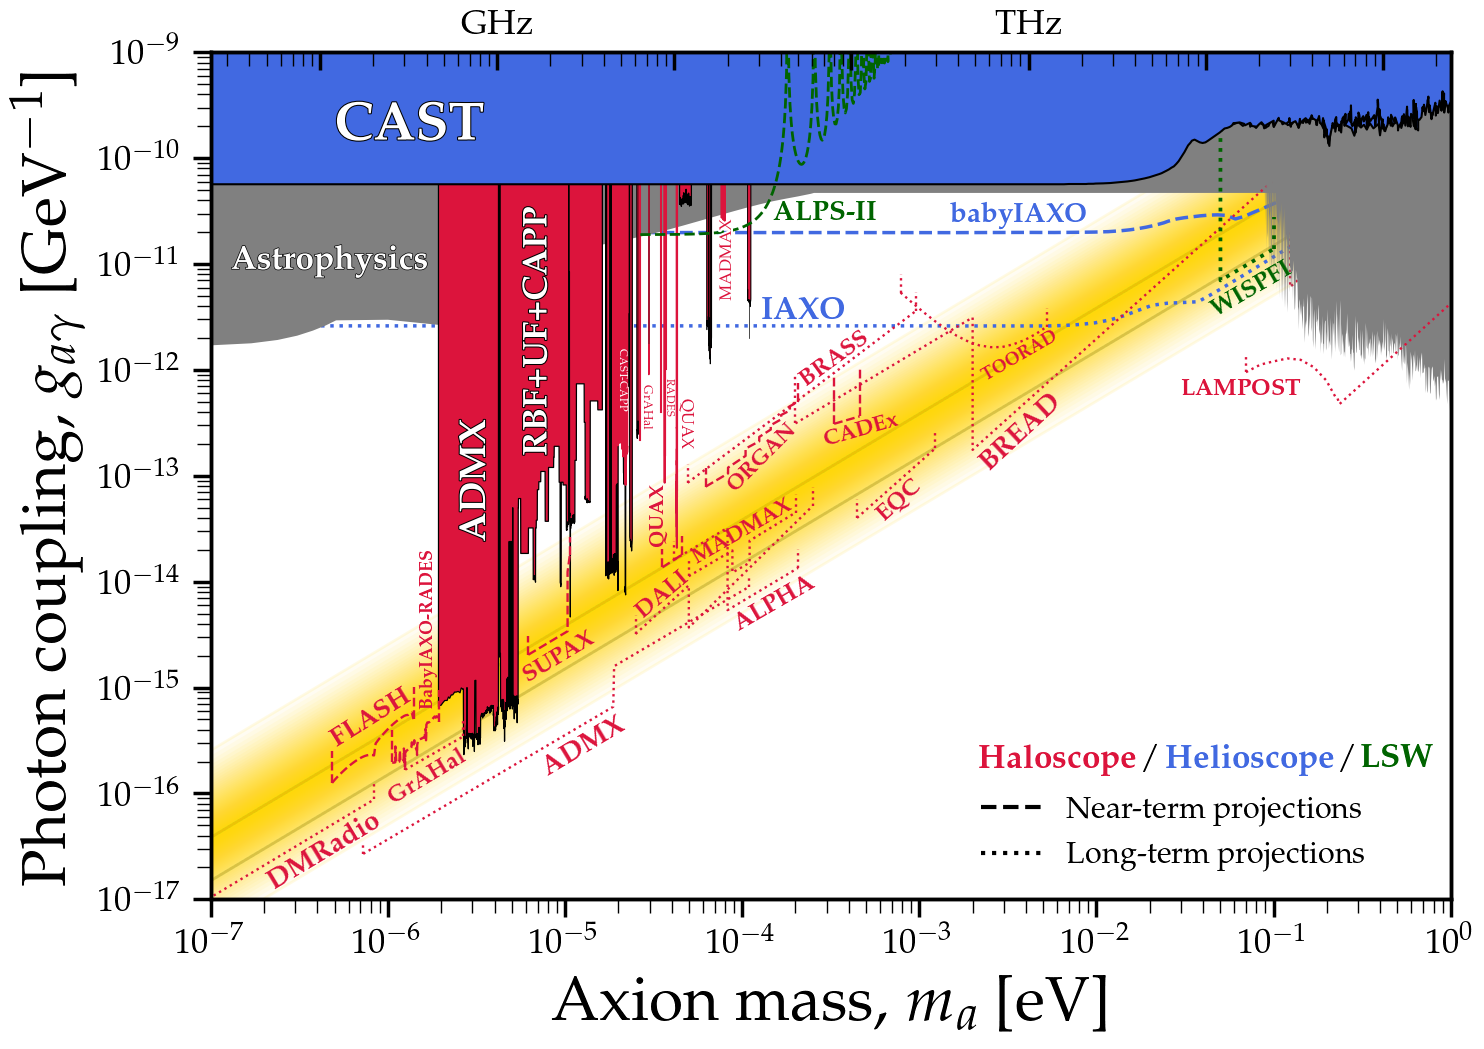 GHz THz
Photon coupling, g_{aγ} [GeV^{−1}]
10^{−9}
10^{−10}
10^{−11}
10^{−12}
10^{−13}
10^{−14}
10^{−15}
10^{−16}
10^{−17}
CAST
Astrophysics
ADMX
RBF+UF+CAPP
CAST-CAPP
GrAHal
RADES
QUAX
QUAX
MADMAX
ALPS-II
babyIAXO
IAXO
WISPFI
LAMPOST
TOORAD
BREAD
BRASS
CADEx
ORGAN
EQC
MADMAX
DALI
ALPHA
SUPAX
BabyIAXO-RADES
FLASH
GrAHal
ADMX
DMRadio
Haloscope / Helioscope / LSW
Near-term projections
Long-term projections
10^{−7} 10^{−6} 10^{−5} 10^{−4} 10^{−3} 10^{−2} 10^{−1} 10^{0}
Axion mass, m_a [eV]